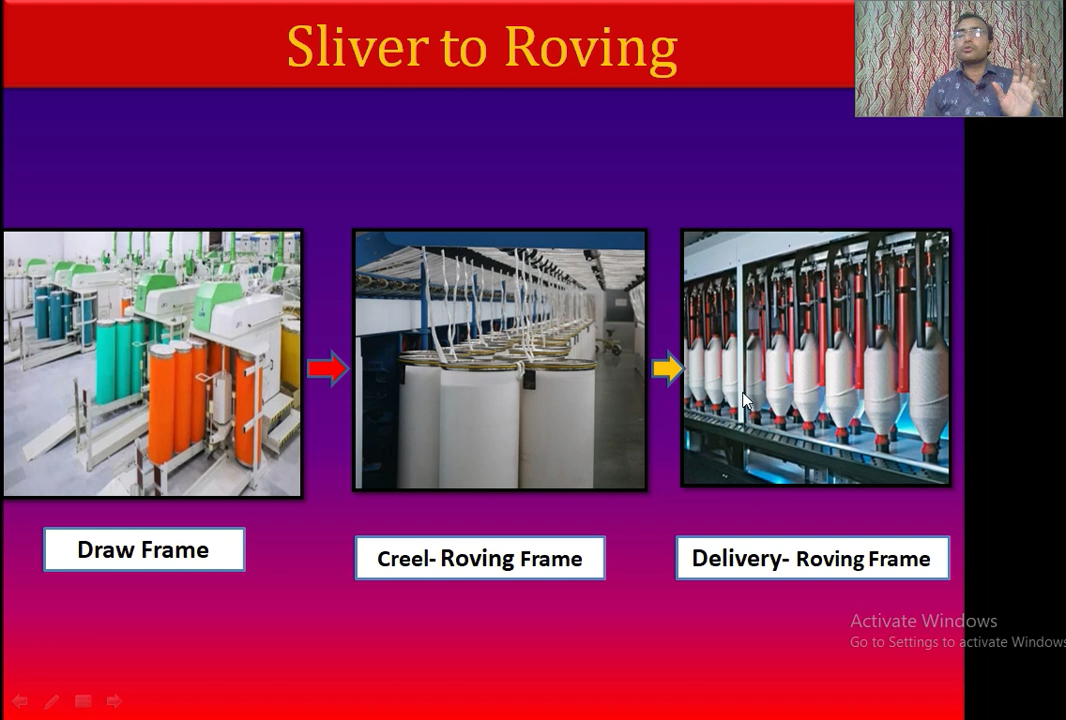 Sliver to Roving
Draw Frame
Creel- Roving Frame
Delivery- Roving Frame
Activate Windows
Go to Settings to activate Windows